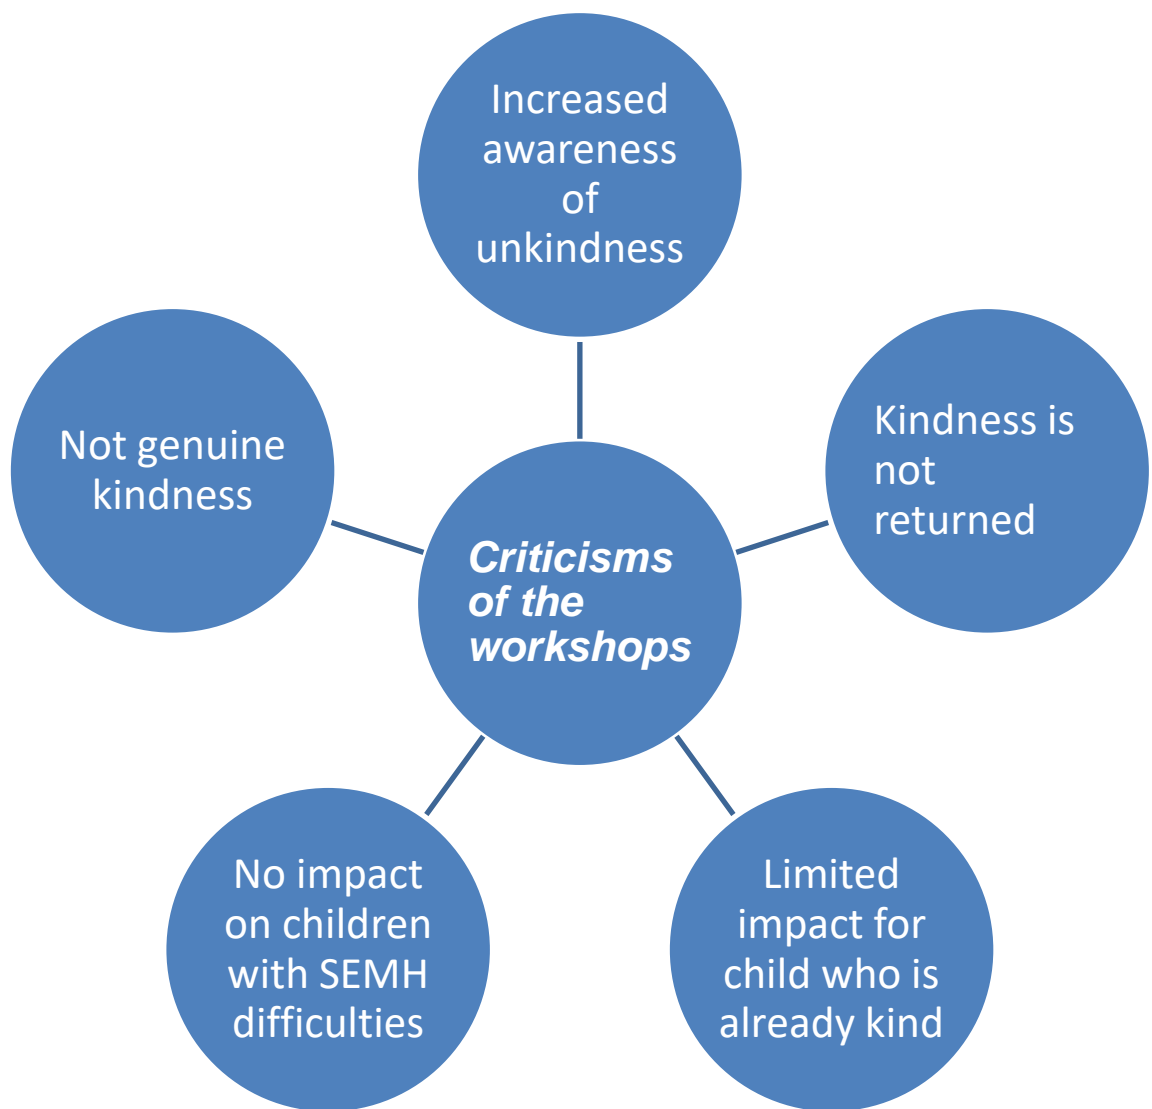 Increased
awareness
of
unkindness
Kindness is
not
returned
Limited
impact for
child who is
already kind
No impact
on children
with SEMH
difficulties
Not genuine
kindness
Criticisms
of the
workshops